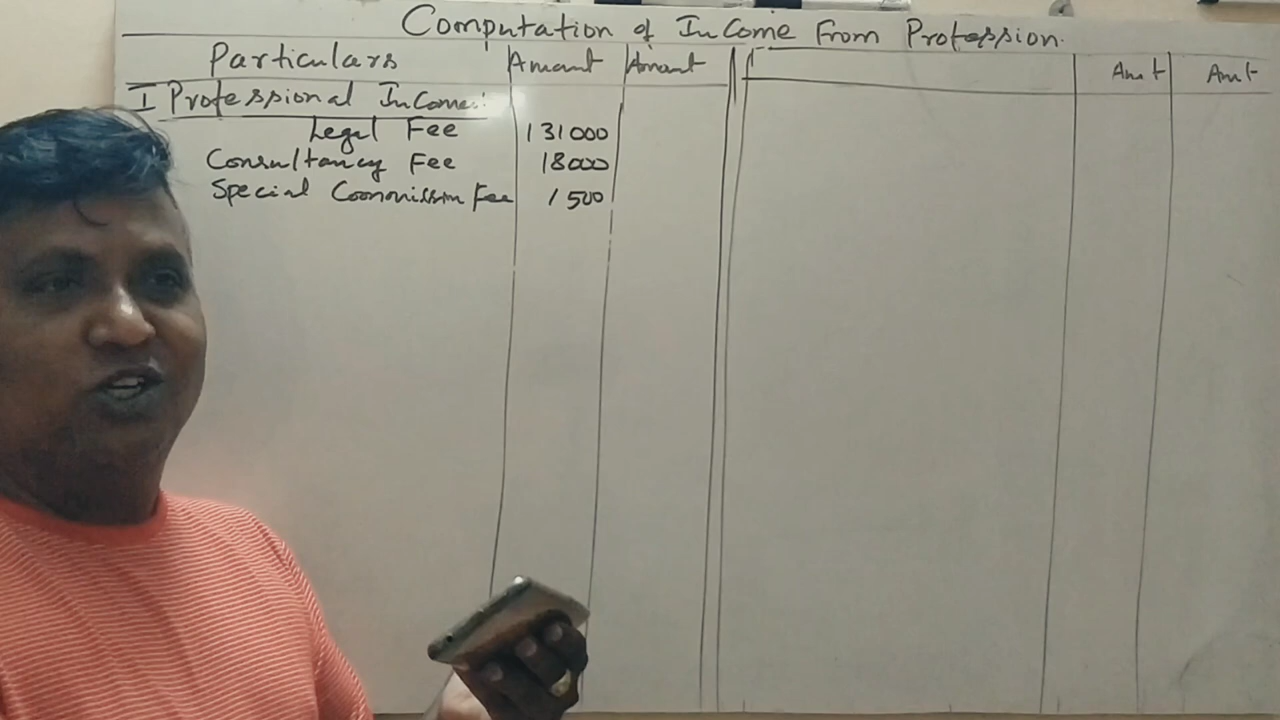 Computation of Income From Profession.
Particulars Amount Amount Amt Amt
I Professional Income:
Legal Fee 131000
Consultancy Fee 18000
Special Commission Fee 1500